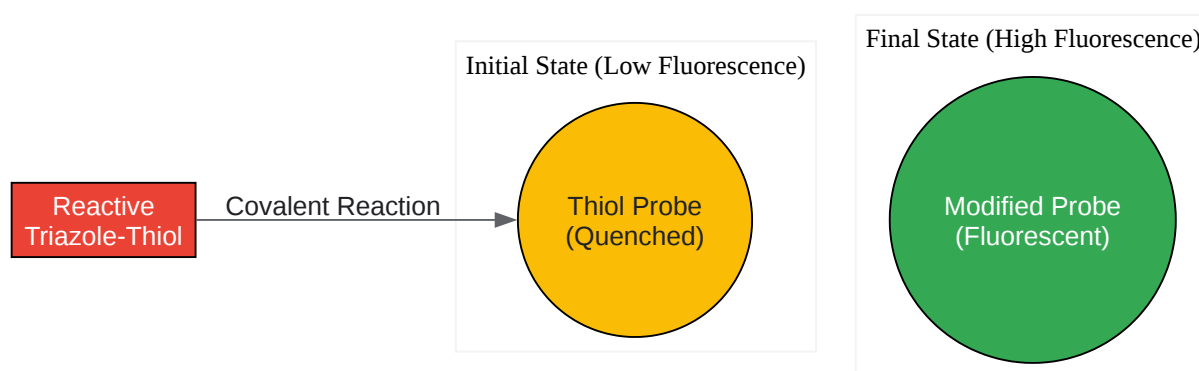 Reactive
Triazole-Thiol
Covalent Reaction
Initial State (Low Fluorescence)
Thiol Probe
(Quenched)
Final State (High Fluorescence)
Modified Probe
(Fluorescent)